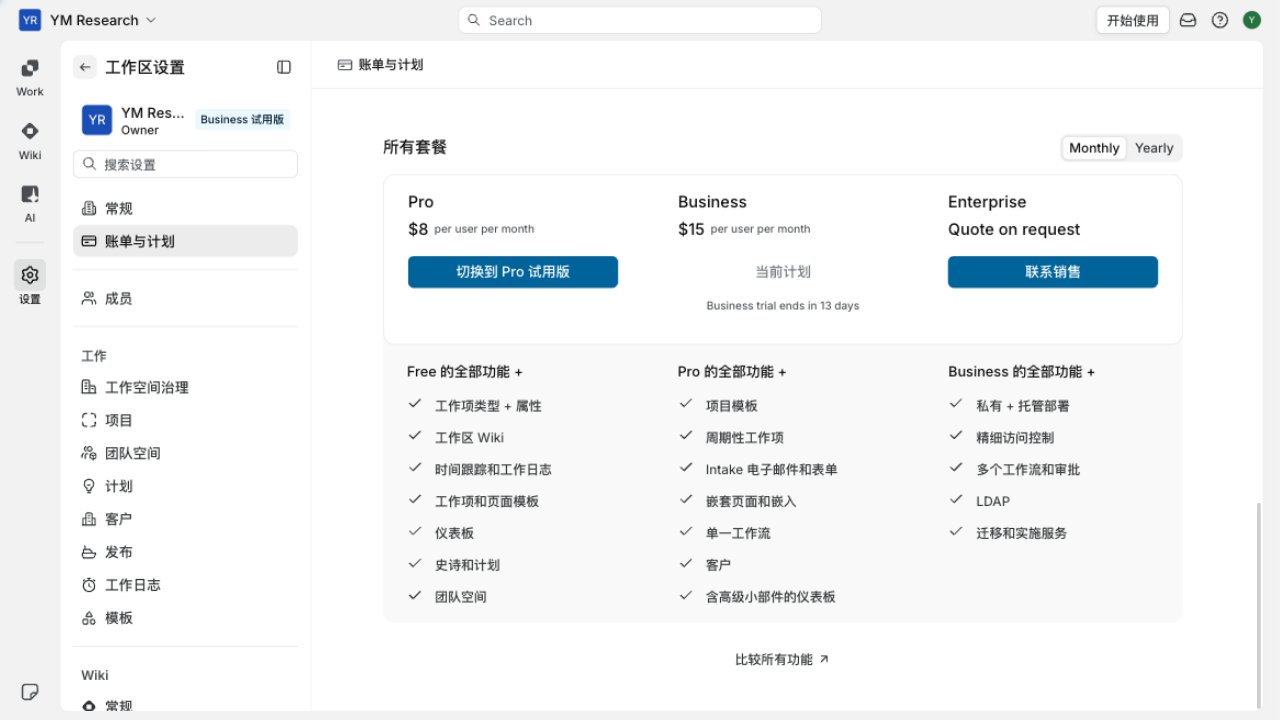 YR YM Research
Search
开始使用
Y
Work
Wiki
AI
设置
工作区设置
YR
YM Res...
Owner
Business 试用版
搜索设置
常规
账单与计划
成员
工作
工作空间治理
项目
团队空间
计划
客户
发布
工作日志
模板
Wiki
常规
账单与计划
所有套餐
Monthly Yearly
Pro
$8 per user per month
切换到 Pro 试用版
Business
$15 per user per month
当前计划
Business trial ends in 13 days
Enterprise
Quote on request
联系销售
Free 的全部功能 +
工作项类型 + 属性
工作区 Wiki
时间跟踪和工作日志
工作项和页面模板
仪表板
史诗和计划
团队空间
Pro 的全部功能 +
项目模板
周期性工作项
Intake 电子邮件和表单
嵌套页面和嵌入
单一工作流
客户
含高级小部件的仪表板
Business 的全部功能 +
私有 + 托管部署
精细访问控制
多个工作流和审批
LDAP
迁移和实施服务
比较所有功能